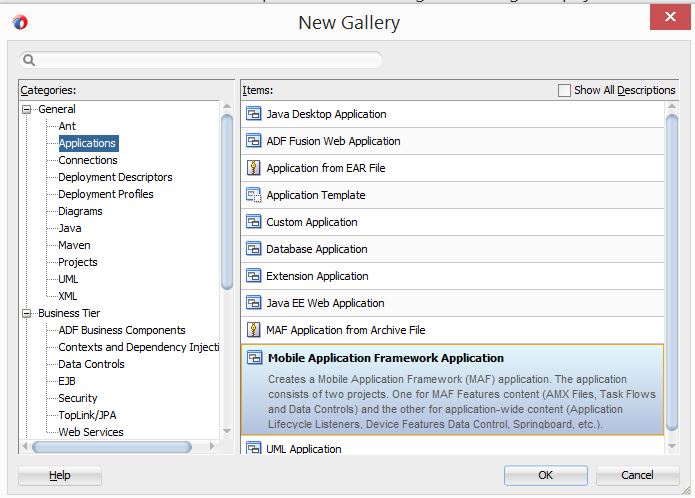 New Gallery
Categories:
General
Ant
Applications
Connections
Deployment Descriptors
Deployment Profiles
Diagrams
Java
Maven
Projects
UML
XML
Business Tier
ADF Business Components
Contexts and Dependency Injecti
Data Controls
EJB
Security
TopLink/JPA
Web Services
Items:
Show All Descriptions
Java Desktop Application
ADF Fusion Web Application
Application from EAR File
Application Template
Custom Application
Database Application
Extension Application
Java EE Web Application
MAF Application from Archive File
Mobile Application Framework Application
Creates a Mobile Application Framework (MAF) application. The application
consists of two projects. One for MAF Features content (AMX Files, Task Flows
and Data Controls) and the other for application-wide content (Application
Lifecycle Listeners, Device Features Data Control, Springboard, etc.).
UML Application
Help
OK
Cancel